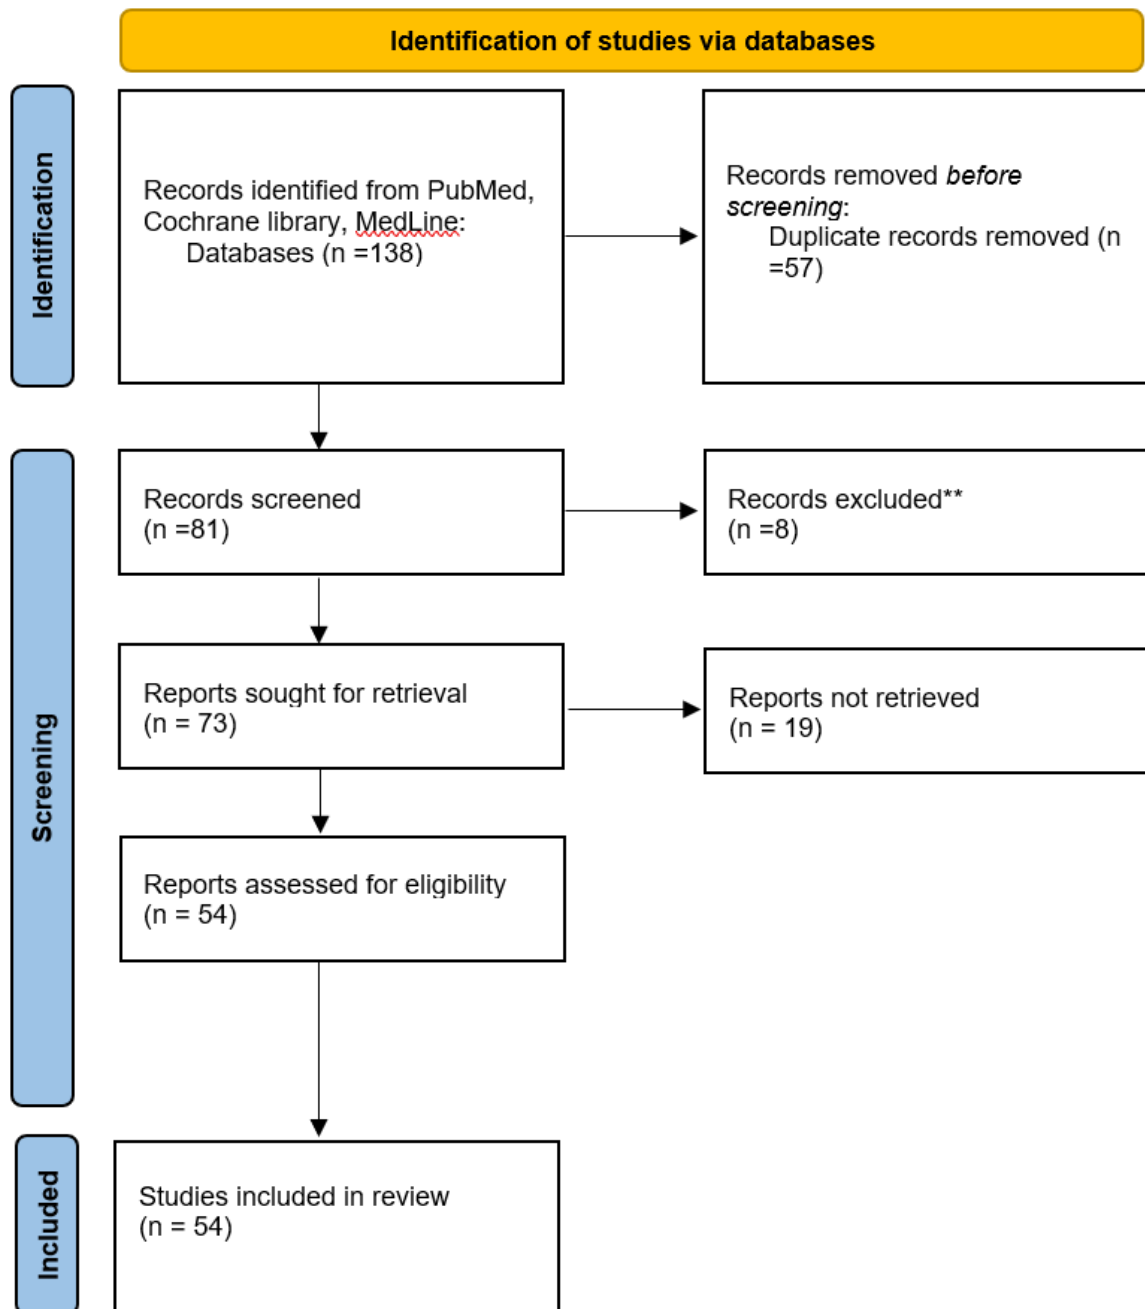 Identification of studies via databases
Identification
Records identified from PubMed,
Cochrane library, MedLine:
Databases (n =138)
Records removed before
screening:
Duplicate records removed (n
=57)
Screening
Records screened
(n =81)
Records excluded**
(n =8)
Reports sought for retrieval
(n = 73)
Reports not retrieved
(n = 19)
Reports assessed for eligibility
(n = 54)
Included
Studies included in review
(n = 54)